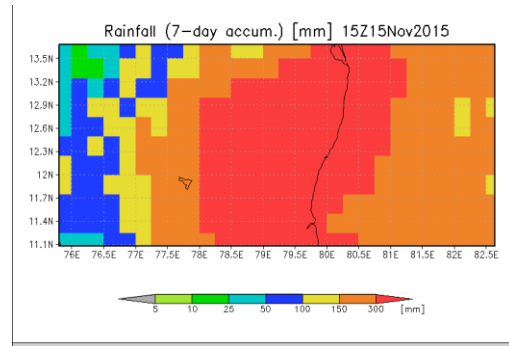 Rainfall (7-day accum.) [mm] 15Z15Nov2015
13.5N
13.2N
12.9N
12.6N
12.3N
12N
11.7N
11.4N
11.1N
76E 76.5E 77E 77.5E 78E 78.5E 79E 79.5E 80E 80.5E 81E 81.5E 82E 82.5E
5 10 25 50 100 150 300 [mm]